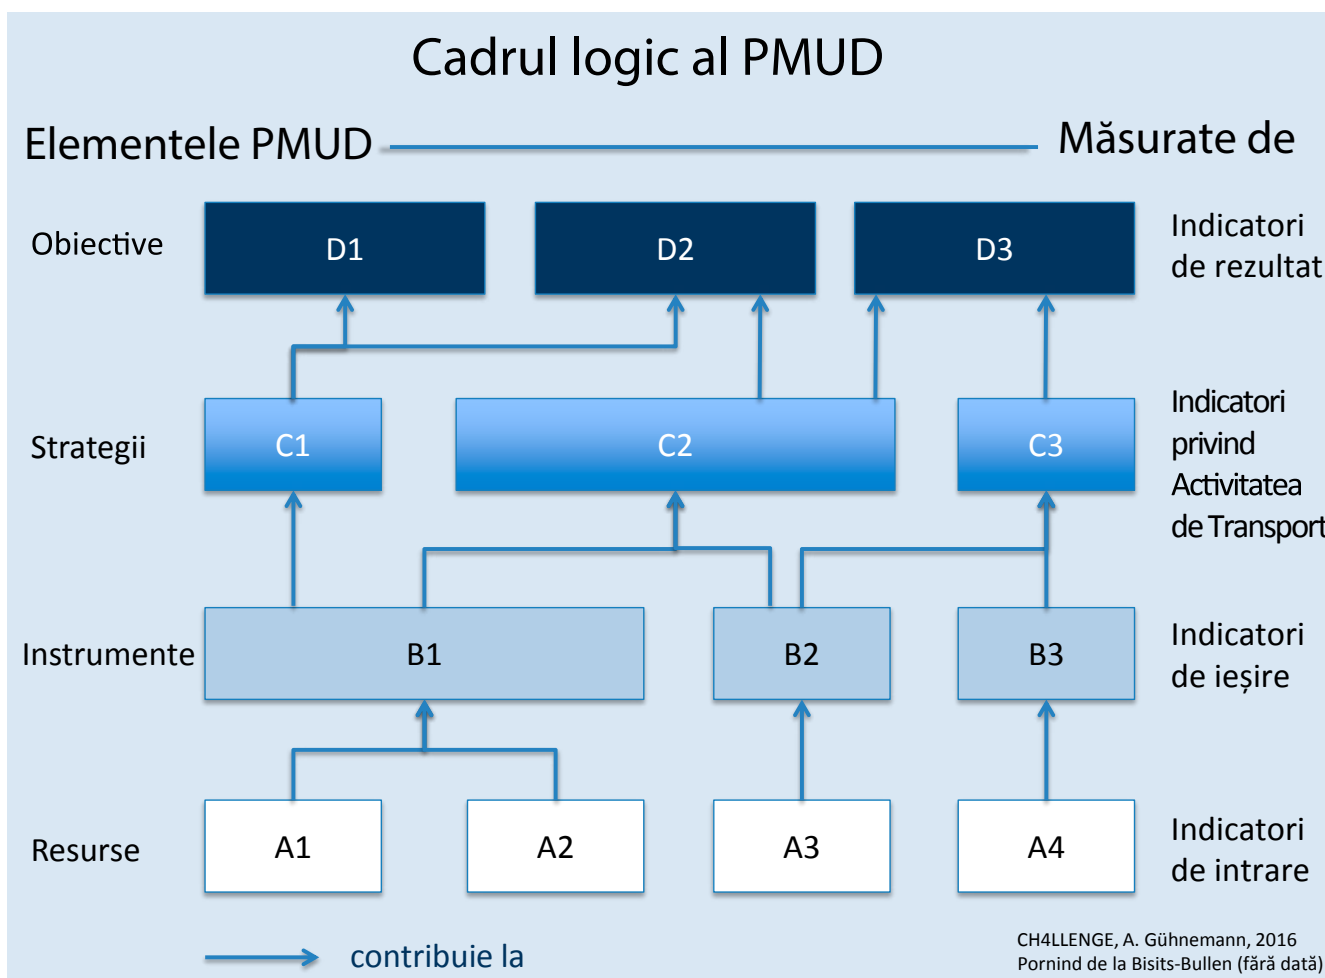 Cadrul logic al PMUD
Elementele PMUD
Măsurate de
Obiective
D1
D2
D3
Indicatori
de rezultat
Strategii
C1
C2
C3
Indicatori
privind
Activitatea
de Transport
Instrumente
B1
B2
B3
Indicatori
de ieșire
Resurse
A1
A2
A3
A4
Indicatori
de intrare
contribuie la
CH4LLENGE, A. Gühnemann, 2016
Pornind de la Bisits-Bullen (fără dată)